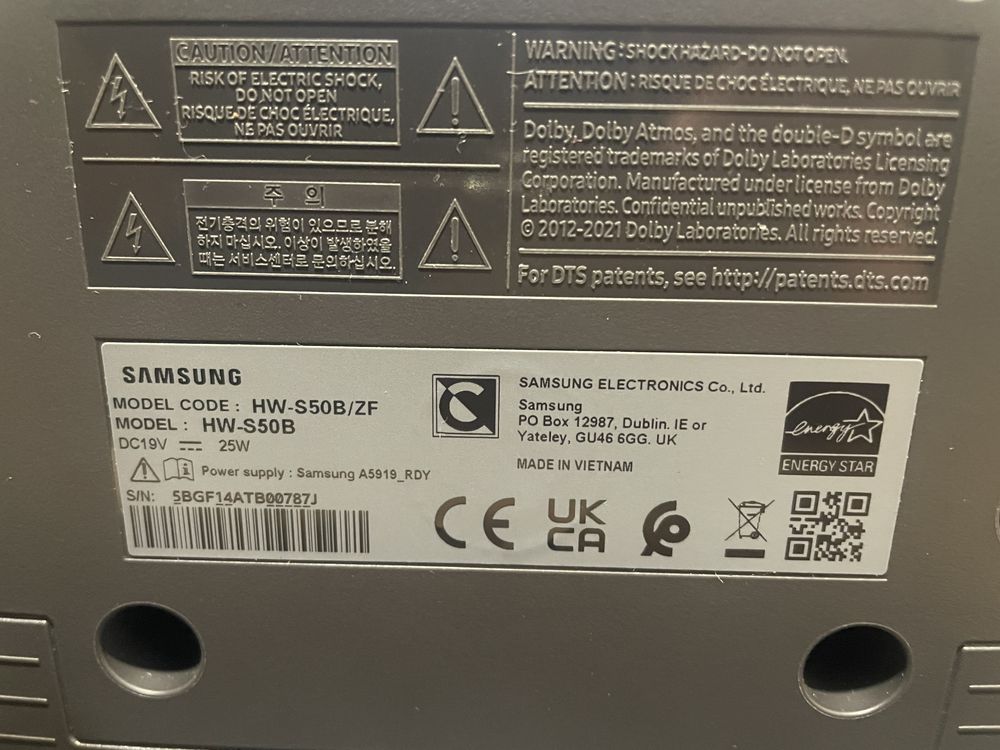 CAUTION/ATTENTION
RISK OF ELECTRIC SHOCK,
DO NOT OPEN
RISQUE DE CHOC ÉLECTRIQUE,
NE PAS OUVRIR
주 의
전기충격의 위험이 있으므로 분해
하지 마십시오. 이상이 발생하였을
때는 서비스센터로 문의하십시오.
WARNING : SHOCK HAZARD-DO NOT OPEN.
ATTENTION : RISQUE DE CHOC ÉLECTRIQUE, NE PAS OUVRIR
Dolby, Dolby Atmos, and the double-D symbol are
registered trademarks of Dolby Laboratories Licensing
Corporation. Manufactured under license from Dolby
Laboratories. Confidential unpublished works. Copyright
© 2012-2021 Dolby Laboratories. All rights reserved.
For DTS patents, see http://patents.dts.com
SAMSUNG
MODEL CODE : HW-S50B/ZF
MODEL : HW-S50B
DC19V ⎓ 25W
Power supply : Samsung A5919_RDY
S/N: 5BGF14ATB00787J
SAMSUNG ELECTRONICS Co., Ltd.
Samsung
PO Box 12987, Dublin. IE or
Yateley, GU46 6GG. UK
MADE IN VIETNAM
energy
ENERGY STAR
CE
UK
CA